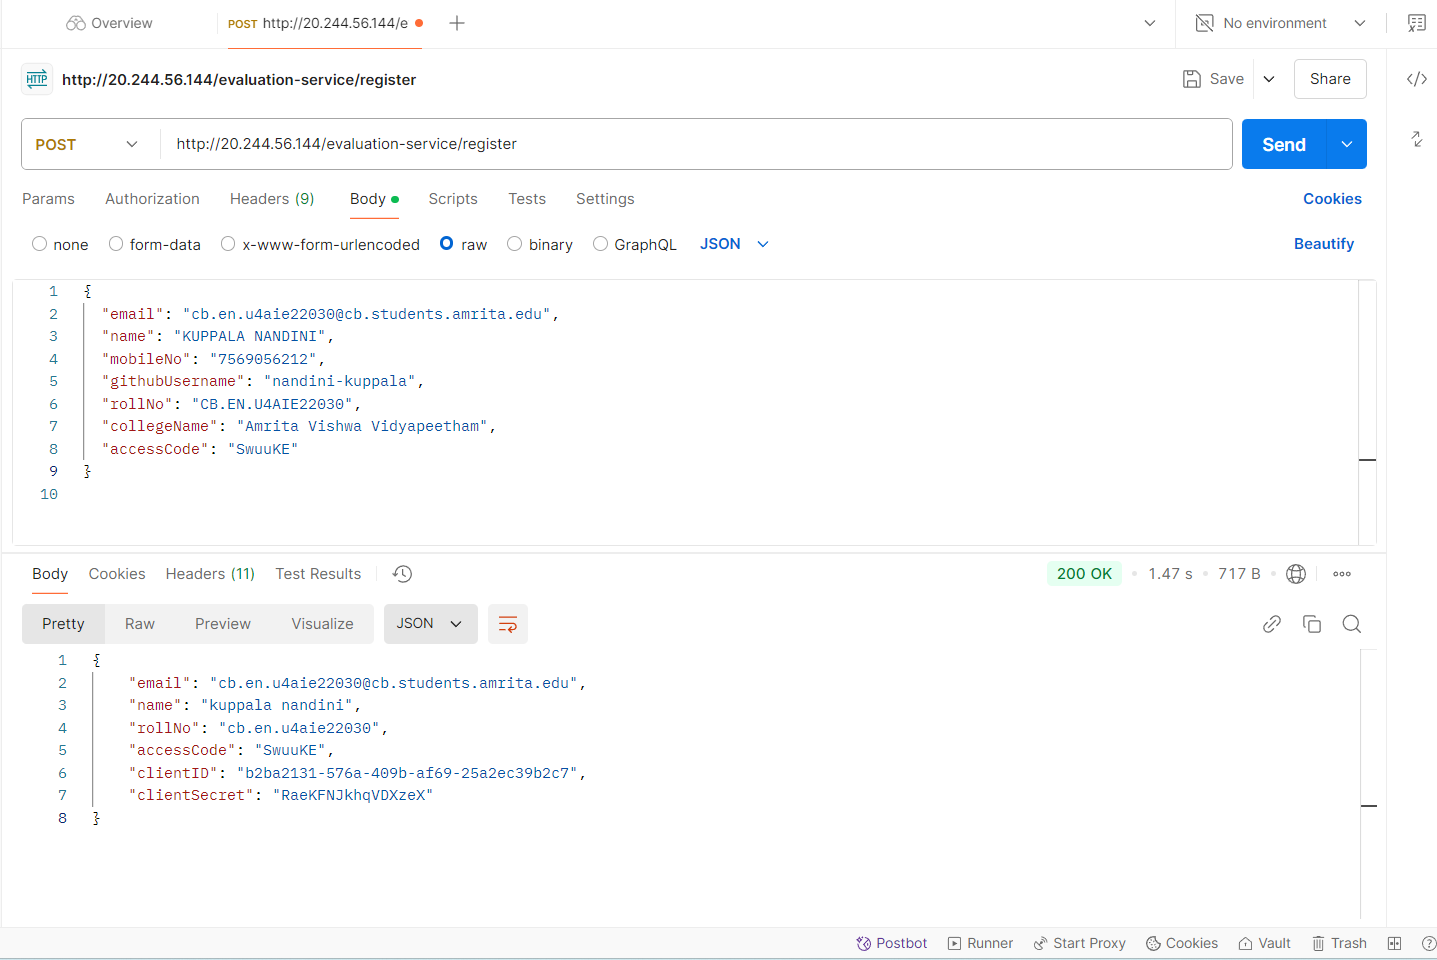 Overview
POST http://20.244.56.144/e
No environment
HTTP http://20.244.56.144/evaluation-service/register
Save
Share
POST
http://20.244.56.144/evaluation-service/register
Send
Params Authorization Headers (9) Body Scripts Tests Settings Cookies
none form-data x-www-form-urlencoded raw binary GraphQL JSON Beautify
1 {
2 "email": "cb.en.u4aie22030@cb.students.amrita.edu",
3 "name": "KUPPALA NANDINI",
4 "mobileNo": "7569056212",
5 "githubUsername": "nandini-kuppala",
6 "rollNo": "CB.EN.U4AIE22030",
7 "collegeName": "Amrita Vishwa Vidyapeetham",
8 "accessCode": "SwuuKE"
9 }
10
Body Cookies Headers (11) Test Results 200 OK 1.47 s 717 B
Pretty Raw Preview Visualize JSON
1 {
2 "email": "cb.en.u4aie22030@cb.students.amrita.edu",
3 "name": "kuppala nandini",
4 "rollNo": "cb.en.u4aie22030",
5 "accessCode": "SwuuKE",
6 "clientID": "b2ba2131-576a-409b-af69-25a2ec39b2c7",
7 "clientSecret": "RaeKFNJkhqVDXzeX"
8 }
Postbot Runner Start Proxy Cookies Vault Trash